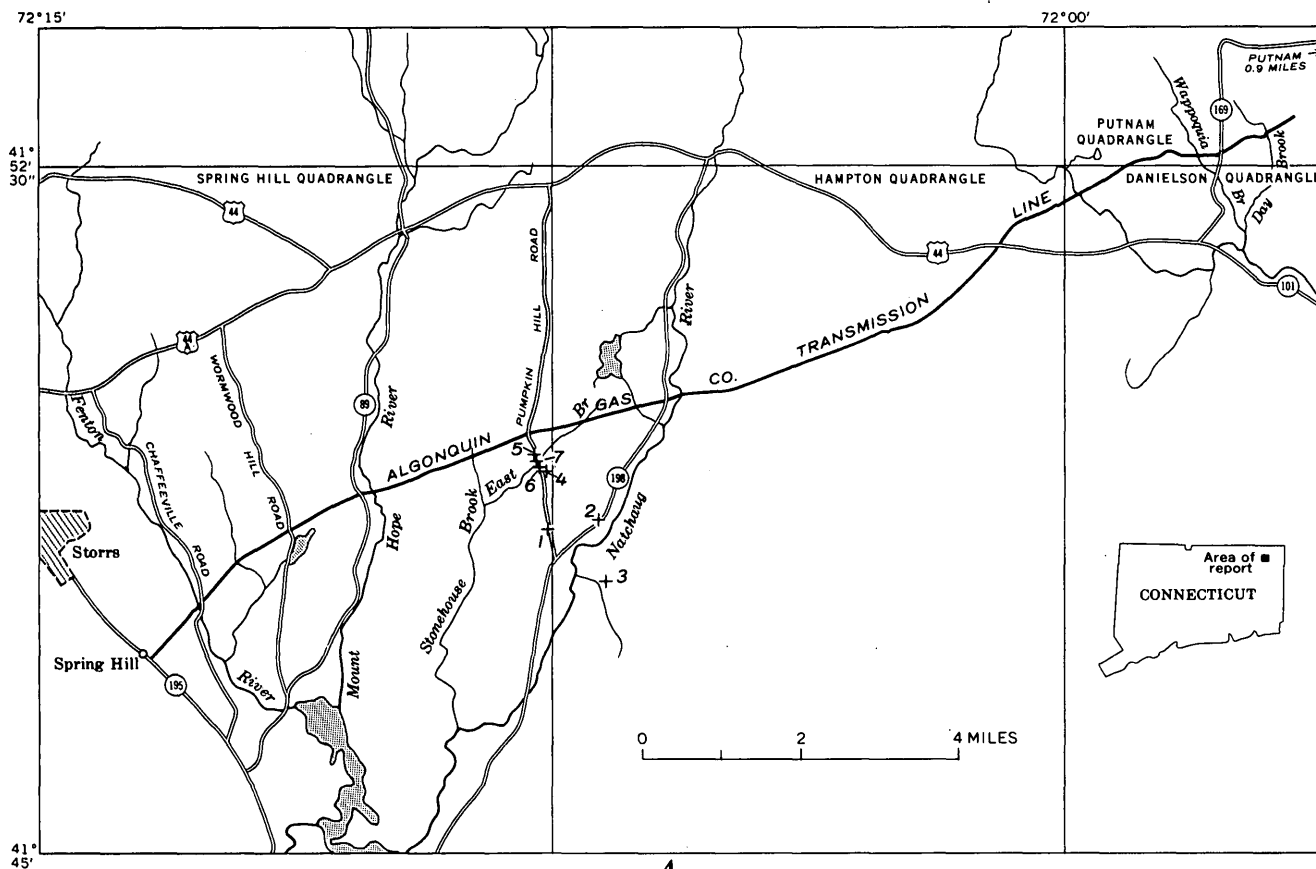 72°15'
72°00'
PUTNAM
0.9 MILES
Wappoquia
169
PUTNAM
QUADRANGLE
Brook
41°
52'
30"
SPRING HILL QUADRANGLE
HAMPTON QUADRANGLE
DANIELSON QUADRANGLE
LINE
Br
Day
44
ROAD
44
River
101
HILL
44
A
TRANSMISSION
WORMWOOD
PUMPKIN
CO.
Fenton
89
River
Br
GAS
CHAFFEEVILLE
HILL
ALGONQUIN
5
7
East
6
4
198
Brook
2
ROAD
Natchaug
Storrs
Hope
1
Area of
report
ROAD
3
CONNECTICUT
Stonehouse
Spring Hill
195
River
Mount
0 2 4 MILES
41°
45'